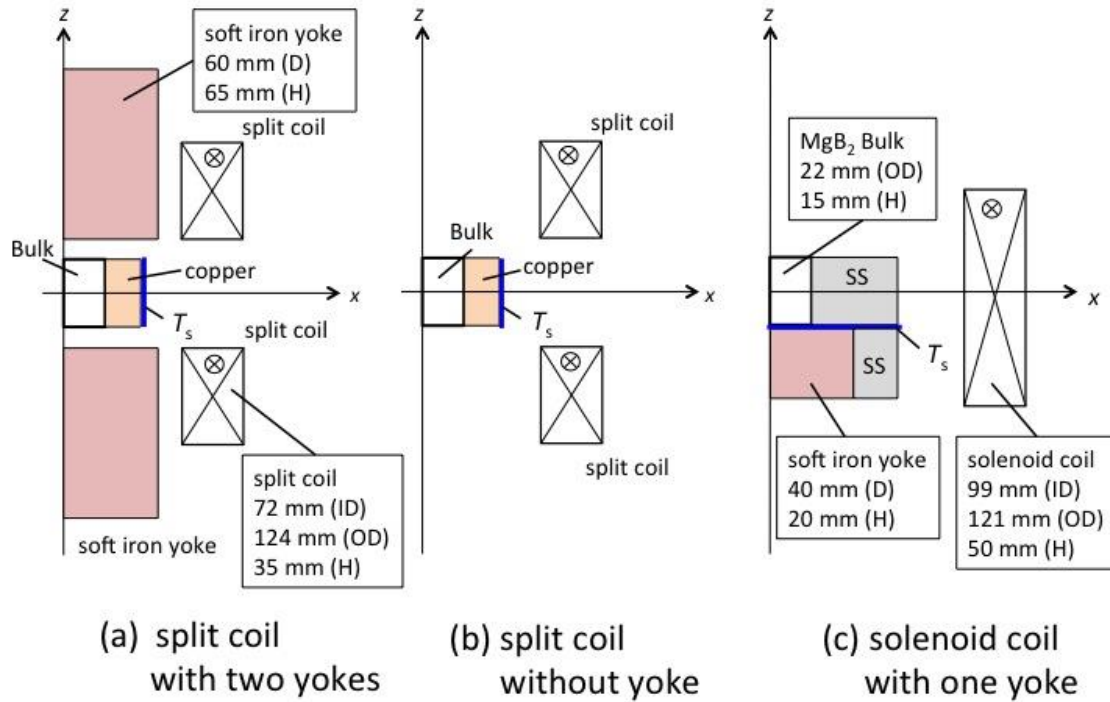 z
soft iron yoke
60 mm (D)
65 mm (H)
split coil
⊗
Bulk
copper
x
Tₛ
split coil
⊗
split coil
72 mm (ID)
124 mm (OD)
35 mm (H)
soft iron yoke
(a) split coil
with two yokes
z
split coil
⊗
Bulk
copper
x
Tₛ
⊗
split coil
(b) split coil
without yoke
z
MgB₂ Bulk
22 mm (OD)
15 mm (H)
⊗
SS
x
Tₛ
SS
soft iron yoke
40 mm (D)
20 mm (H)
solenoid coil
99 mm (ID)
121 mm (OD)
50 mm (H)
(c) solenoid coil
with one yoke